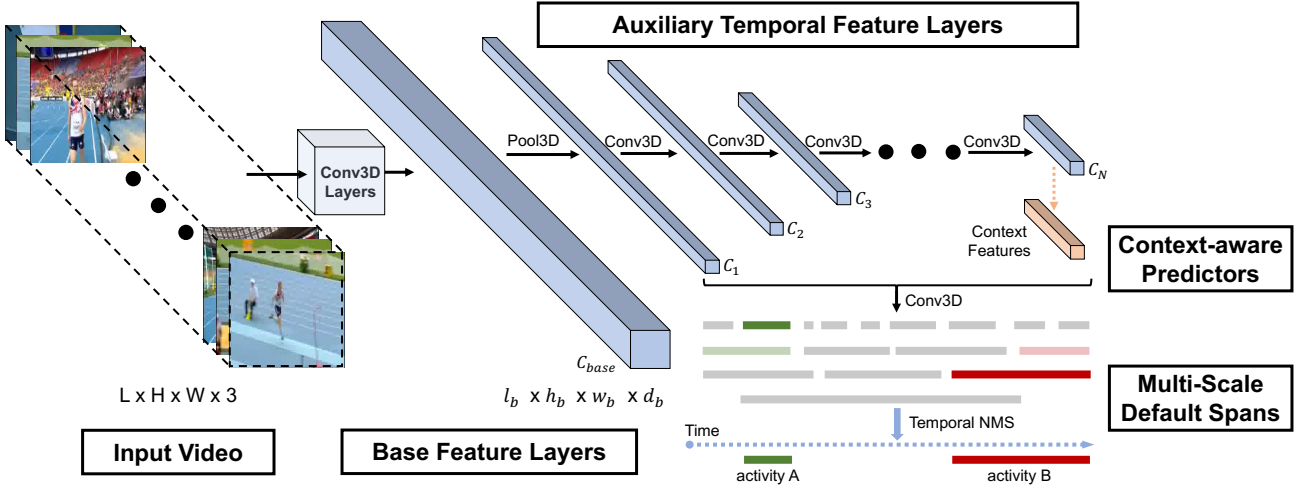 Auxiliary Temporal Feature Layers
Pool3D
Conv3D
Conv3D
Conv3D
Conv3D
Conv3D
Layers
C_N
C_3
C_2
C_1
Context
Features
Context-aware
Predictors
Conv3D
C_base
L x H x W x 3
l_b x h_b x w_b x d_b
Multi-Scale
Default Spans
Temporal NMS
Time
Input Video
Base Feature Layers
activity A
activity B